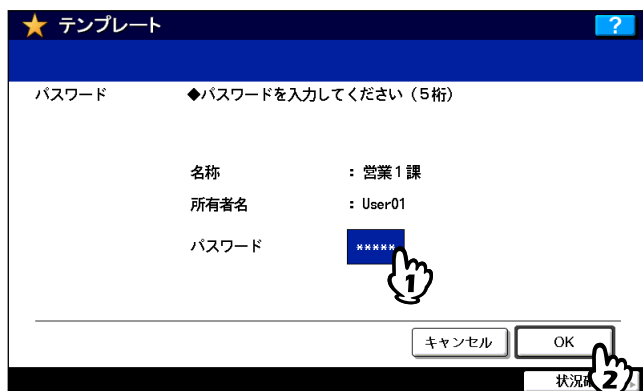 テンプレート ?
パスワード ◆パスワードを入力してください（5桁）
名称 : 営業1課
所有者名 : User01
パスワード *****
1
キャンセル OK
状況 2